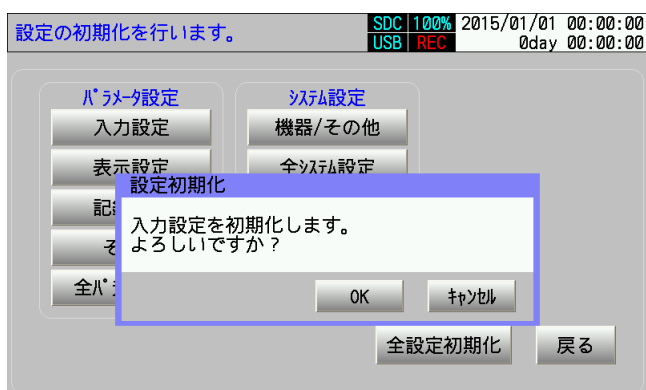 設定の初期化を行います。
SDC 100% 2015/01/01 00:00:00
USB REC 0day 00:00:00
ﾊﾟﾗﾒｰﾀ設定
ｼｽﾃﾑ設定
入力設定
機器/その他
表示設定
全ｼｽﾃﾑ設定
設定初期化
入力設定を初期化します。
よろしいですか？
OK
ｷｬﾝｾﾙ
全設定初期化
戻る